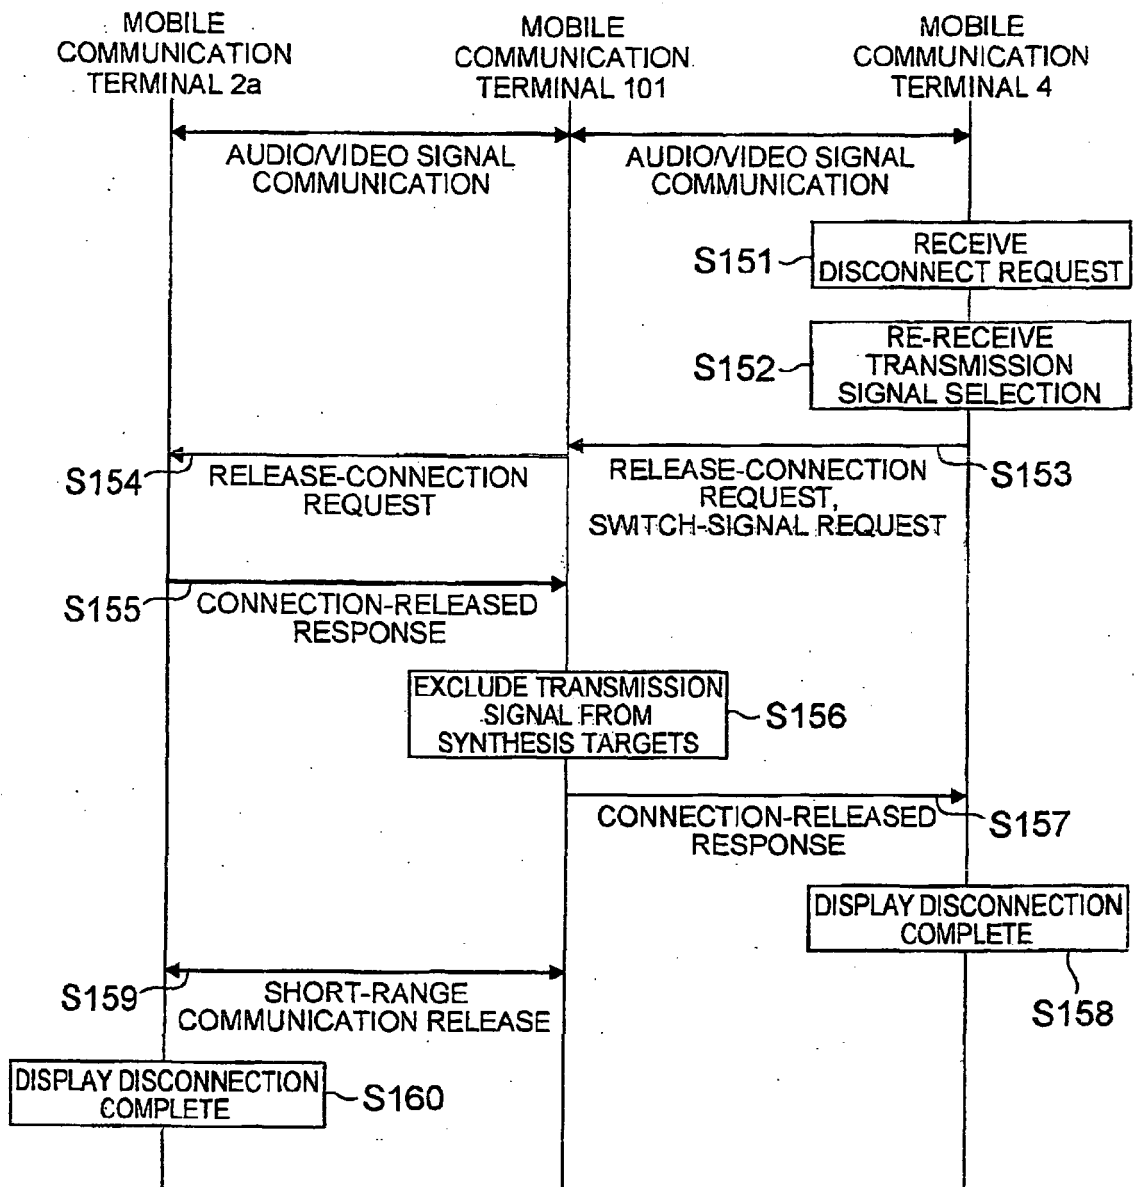 MOBILE
COMMUNICATION
TERMINAL 2a
MOBILE
COMMUNICATION
TERMINAL 101
MOBILE
COMMUNICATION
TERMINAL 4
AUDIO/VIDEO SIGNAL
COMMUNICATION
AUDIO/VIDEO SIGNAL
COMMUNICATION
S151
RECEIVE
DISCONNECT REQUEST
S152
RE-RECEIVE
TRANSMISSION
SIGNAL SELECTION
S153
RELEASE-CONNECTION
REQUEST,
SWITCH-SIGNAL REQUEST
S154
RELEASE-CONNECTION
REQUEST
S155
CONNECTION-RELEASED
RESPONSE
EXCLUDE TRANSMISSION
SIGNAL FROM
SYNTHESIS TARGETS
S156
CONNECTION-RELEASED
RESPONSE
S157
DISPLAY DISCONNECTION
COMPLETE
S158
S159
SHORT-RANGE
COMMUNICATION RELEASE
DISPLAY DISCONNECTION
COMPLETE
S160